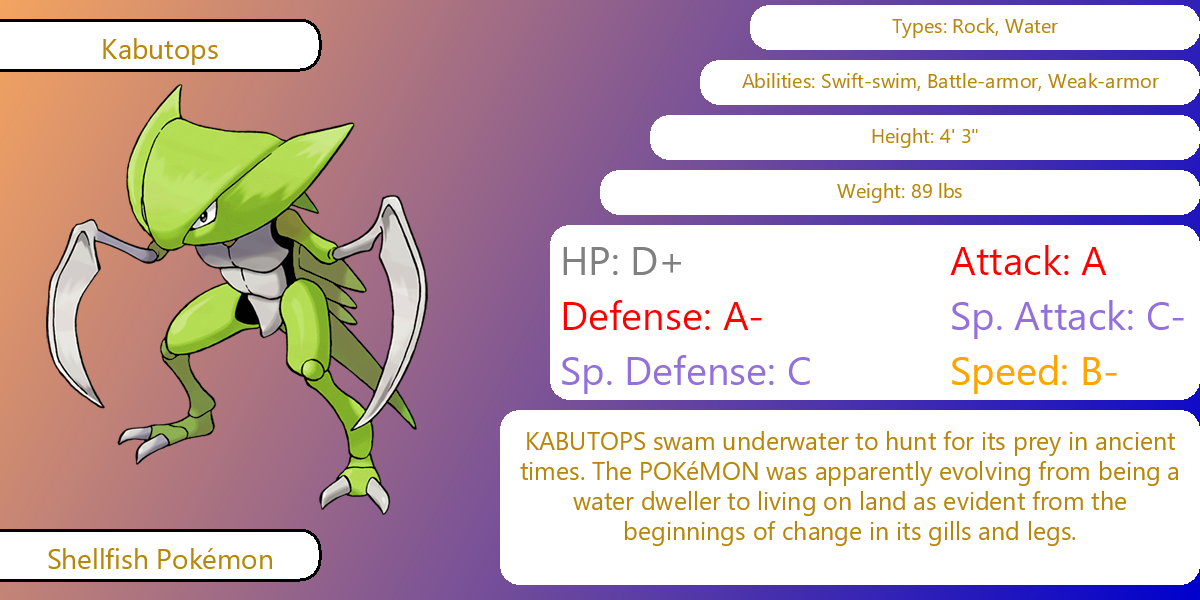 Kabutops
Types: Rock, Water
Abilities: Swift-swim, Battle-armor, Weak-armor
Height: 4' 3"
Weight: 89 lbs
HP: D+
Attack: A
Defense: A-
Sp. Attack: C-
Sp. Defense: C
Speed: B-
KABUTOPS swam underwater to hunt for its prey in ancient
times. The POKéMON was apparently evolving from being a
water dweller to living on land as evident from the
beginnings of change in its gills and legs.
Shellfish Pokémon